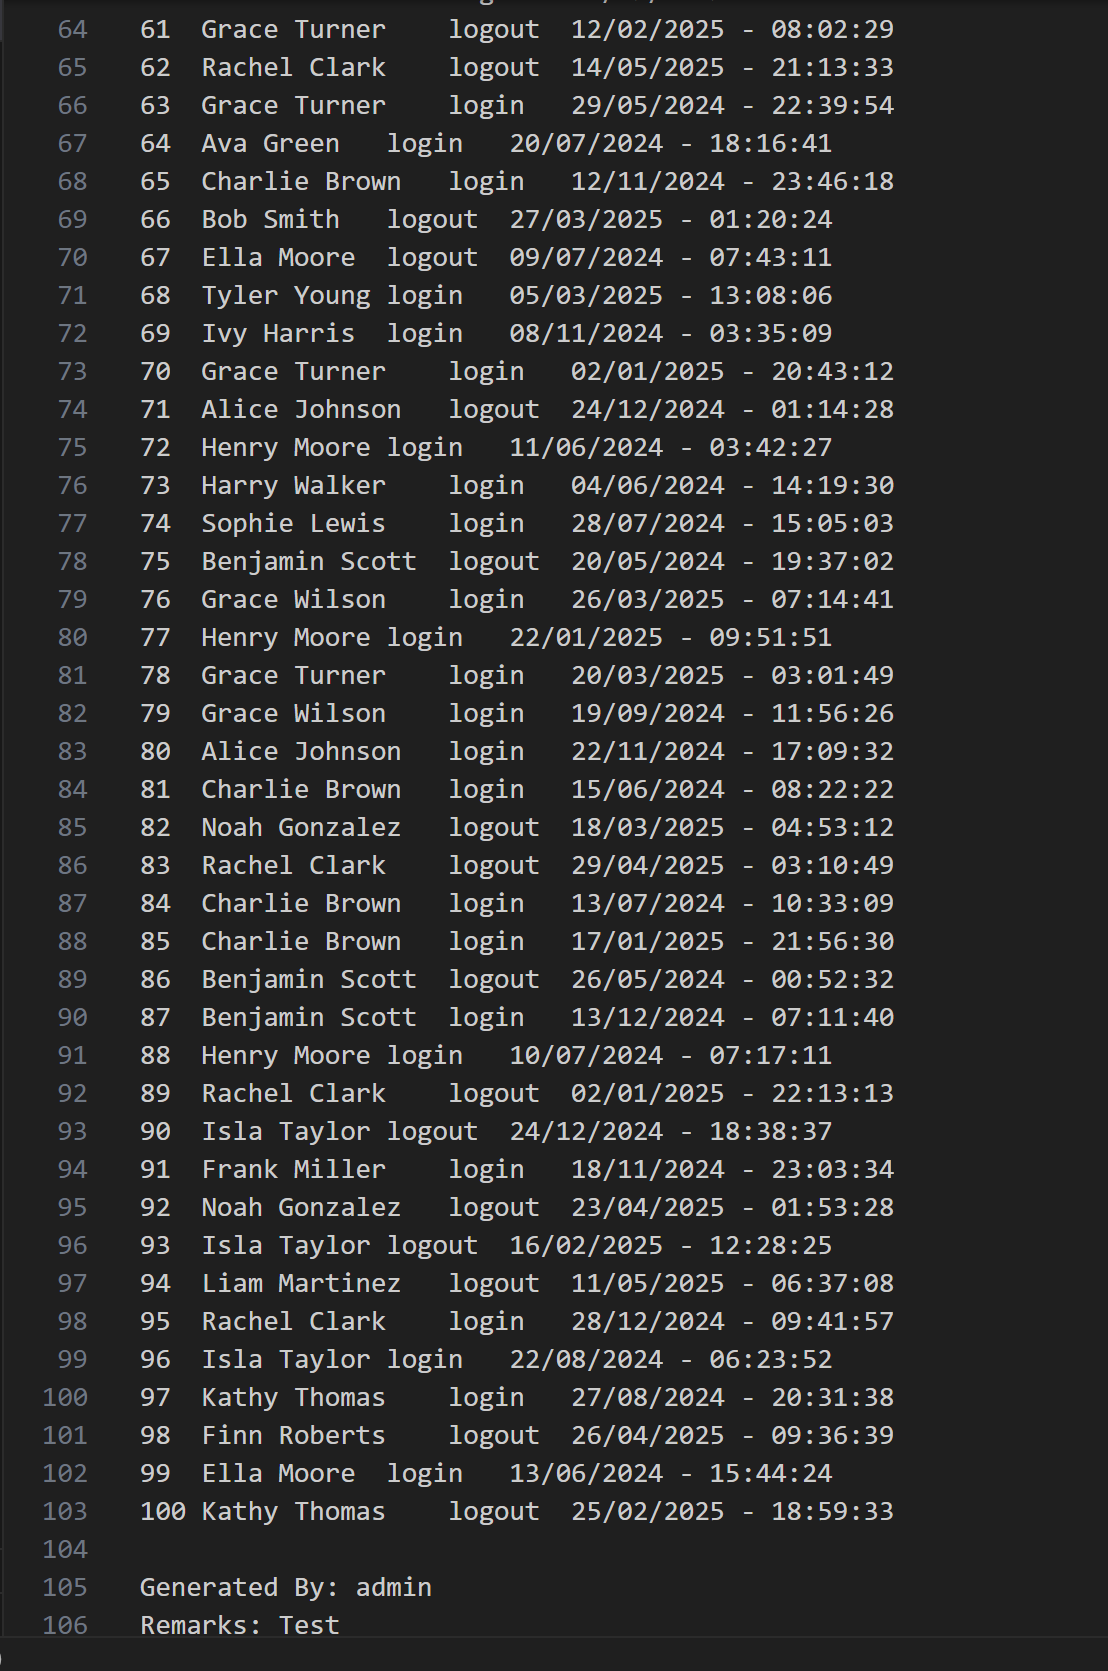 64 61 Grace Turner logout 12/02/2025 - 08:02:29
65 62 Rachel Clark logout 14/05/2025 - 21:13:33
66 63 Grace Turner login 29/05/2024 - 22:39:54
67 64 Ava Green login 20/07/2024 - 18:16:41
68 65 Charlie Brown login 12/11/2024 - 23:46:18
69 66 Bob Smith logout 27/03/2025 - 01:20:24
70 67 Ella Moore logout 09/07/2024 - 07:43:11
71 68 Tyler Young login 05/03/2025 - 13:08:06
72 69 Ivy Harris login 08/11/2024 - 03:35:09
73 70 Grace Turner login 02/01/2025 - 20:43:12
74 71 Alice Johnson logout 24/12/2024 - 01:14:28
75 72 Henry Moore login 11/06/2024 - 03:42:27
76 73 Harry Walker login 04/06/2024 - 14:19:30
77 74 Sophie Lewis login 28/07/2024 - 15:05:03
78 75 Benjamin Scott logout 20/05/2024 - 19:37:02
79 76 Grace Wilson login 26/03/2025 - 07:14:41
80 77 Henry Moore login 22/01/2025 - 09:51:51
81 78 Grace Turner login 20/03/2025 - 03:01:49
82 79 Grace Wilson login 19/09/2024 - 11:56:26
83 80 Alice Johnson login 22/11/2024 - 17:09:32
84 81 Charlie Brown login 15/06/2024 - 08:22:22
85 82 Noah Gonzalez logout 18/03/2025 - 04:53:12
86 83 Rachel Clark logout 29/04/2025 - 03:10:49
87 84 Charlie Brown login 13/07/2024 - 10:33:09
88 85 Charlie Brown login 17/01/2025 - 21:56:30
89 86 Benjamin Scott logout 26/05/2024 - 00:52:32
90 87 Benjamin Scott login 13/12/2024 - 07:11:40
91 88 Henry Moore login 10/07/2024 - 07:17:11
92 89 Rachel Clark logout 02/01/2025 - 22:13:13
93 90 Isla Taylor logout 24/12/2024 - 18:38:37
94 91 Frank Miller login 18/11/2024 - 23:03:34
95 92 Noah Gonzalez logout 23/04/2025 - 01:53:28
96 93 Isla Taylor logout 16/02/2025 - 12:28:25
97 94 Liam Martinez logout 11/05/2025 - 06:37:08
98 95 Rachel Clark login 28/12/2024 - 09:41:57
99 96 Isla Taylor login 22/08/2024 - 06:23:52
100 97 Kathy Thomas login 27/08/2024 - 20:31:38
101 98 Finn Roberts logout 26/04/2025 - 09:36:39
102 99 Ella Moore login 13/06/2024 - 15:44:24
103 100 Kathy Thomas logout 25/02/2025 - 18:59:33
104
105 Generated By: admin
106 Remarks: Test